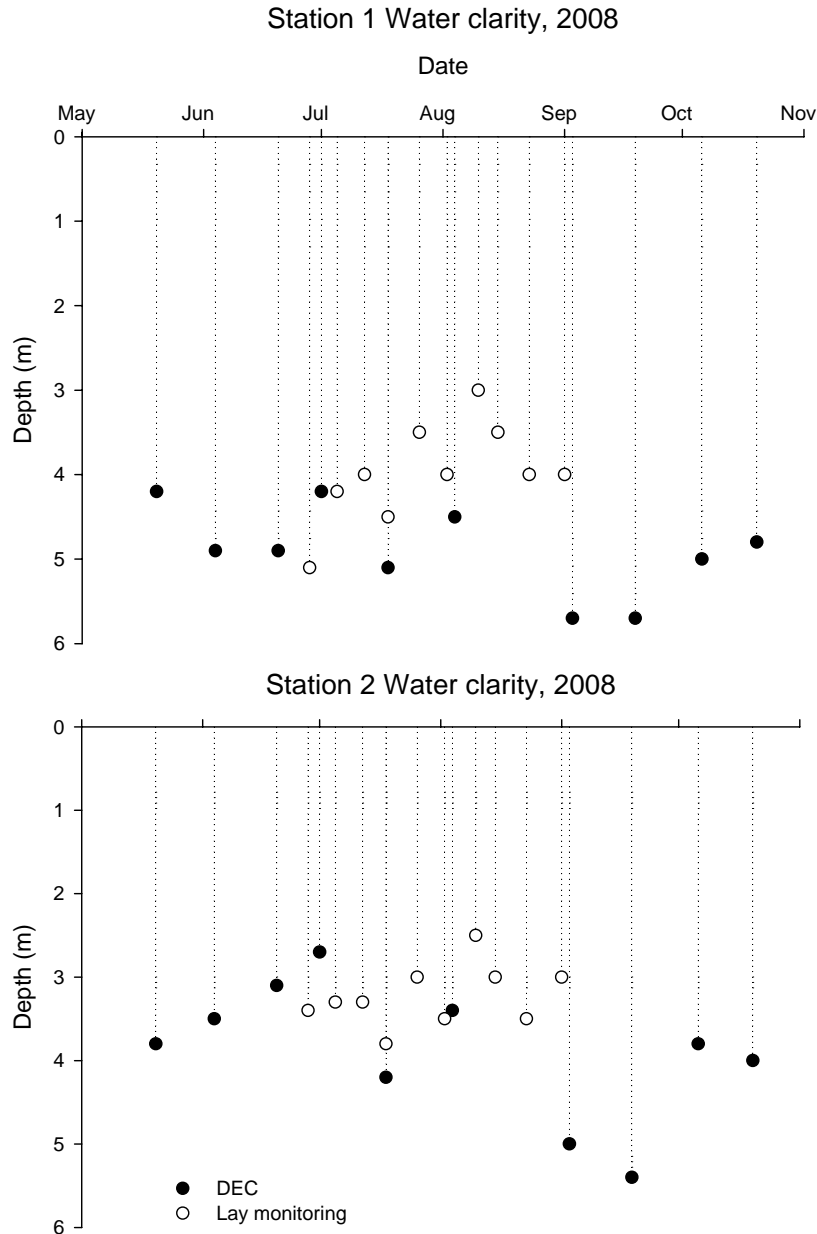 Station 1 Water clarity, 2008
Date
May Jun Jul Aug Sep Oct Nov
0
1
2
3
4
5
6
Depth (m)
Station 2 Water clarity, 2008
0
1
2
3
4
5
6
Depth (m)
DEC
Lay monitoring